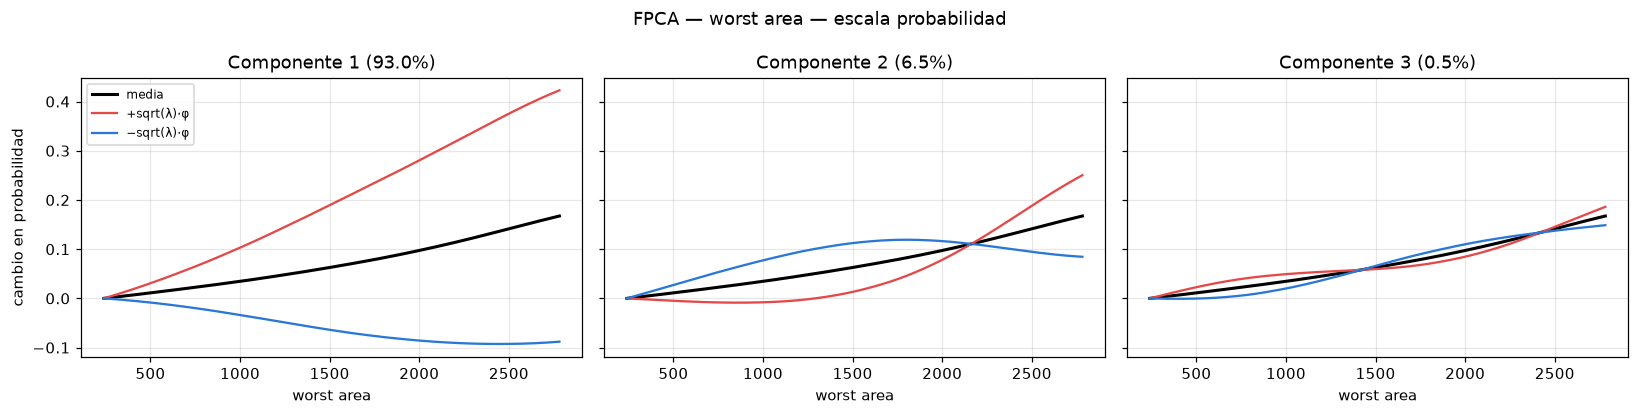 FPCA — worst area — escala probabilidad
Componente 1 (93.0%)
Componente 2 (6.5%)
Componente 3 (0.5%)
media
+sqrt(λ)·φ
−sqrt(λ)·φ
cambio en probabilidad
0.4
0.3
0.2
0.1
0.0
−0.1
500 1000 1500 2000 2500
500 1000 1500 2000 2500
500 1000 1500 2000 2500
worst area
worst area
worst area